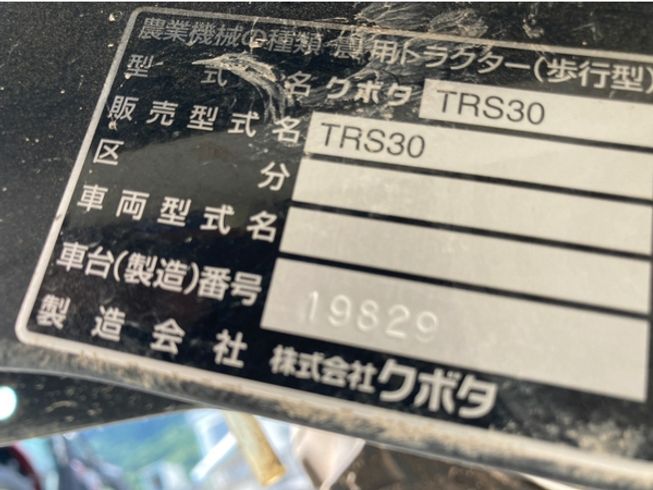 農業機械の種類 農用トラクター(歩行型)
型式名 クボタ TRS30
販売型式名 TRS30
区分
車両型式名
車台(製造)番号 19829
製造会社 株式会社クボタ